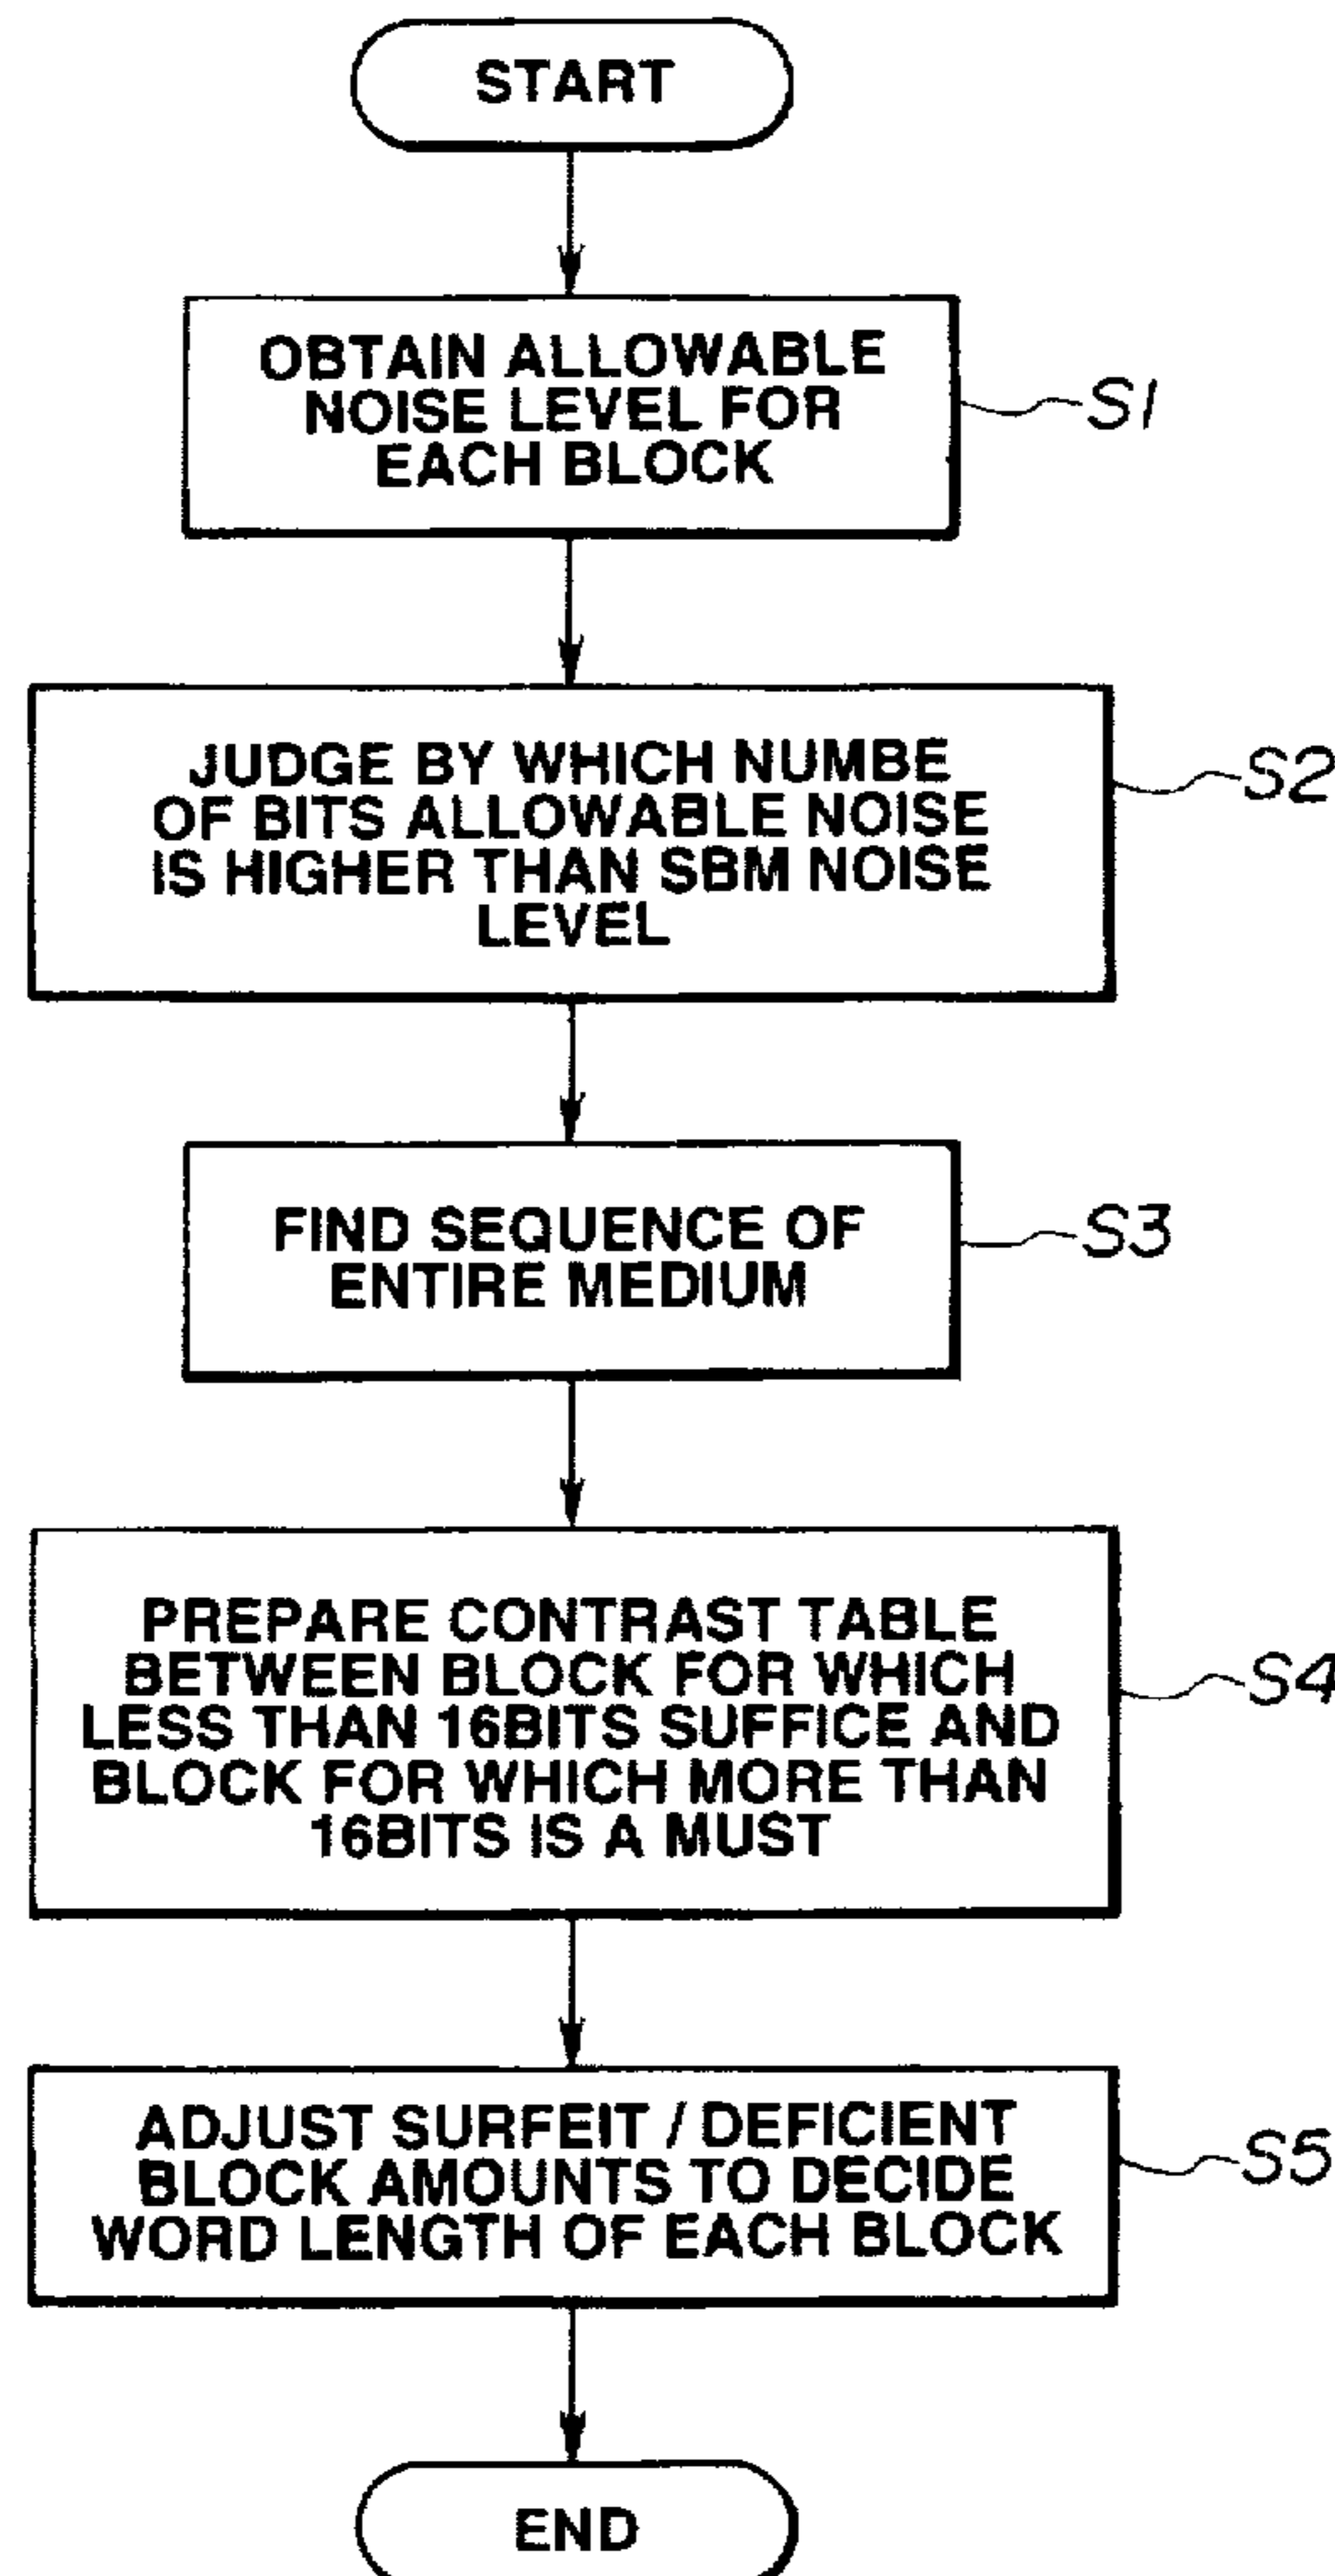 START
OBTAIN ALLOWABLE
NOISE LEVEL FOR
EACH BLOCK
S1
JUDGE BY WHICH NUMBE
OF BITS ALLOWABLE NOISE
IS HIGHER THAN SBM NOISE
LEVEL
S2
FIND SEQUENCE OF
ENTIRE MEDIUM
S3
PREPARE CONTRAST TABLE
BETWEEN BLOCK FOR WHICH
LESS THAN 16BITS SUFFICE AND
BLOCK FOR WHICH MORE THAN
16BITS IS A MUST
S4
ADJUST SURFEIT / DEFICIENT
BLOCK AMOUNTS TO DECIDE
WORD LENGTH OF EACH BLOCK
S5
END